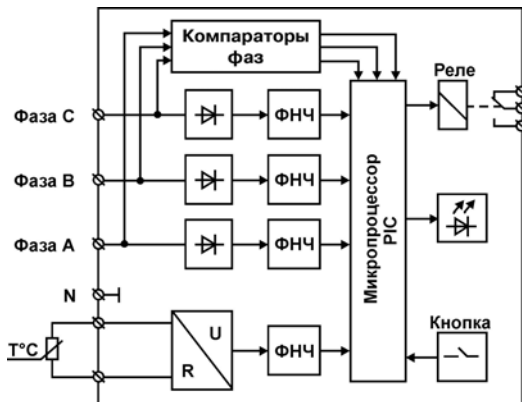 Компараторы
фаз
Реле
Фаза С
ФНЧ
Фаза В
ФНЧ
Микропроцессор
PIC
Фаза А
ФНЧ
N
Кнопка
T°C
U
R
ФНЧ